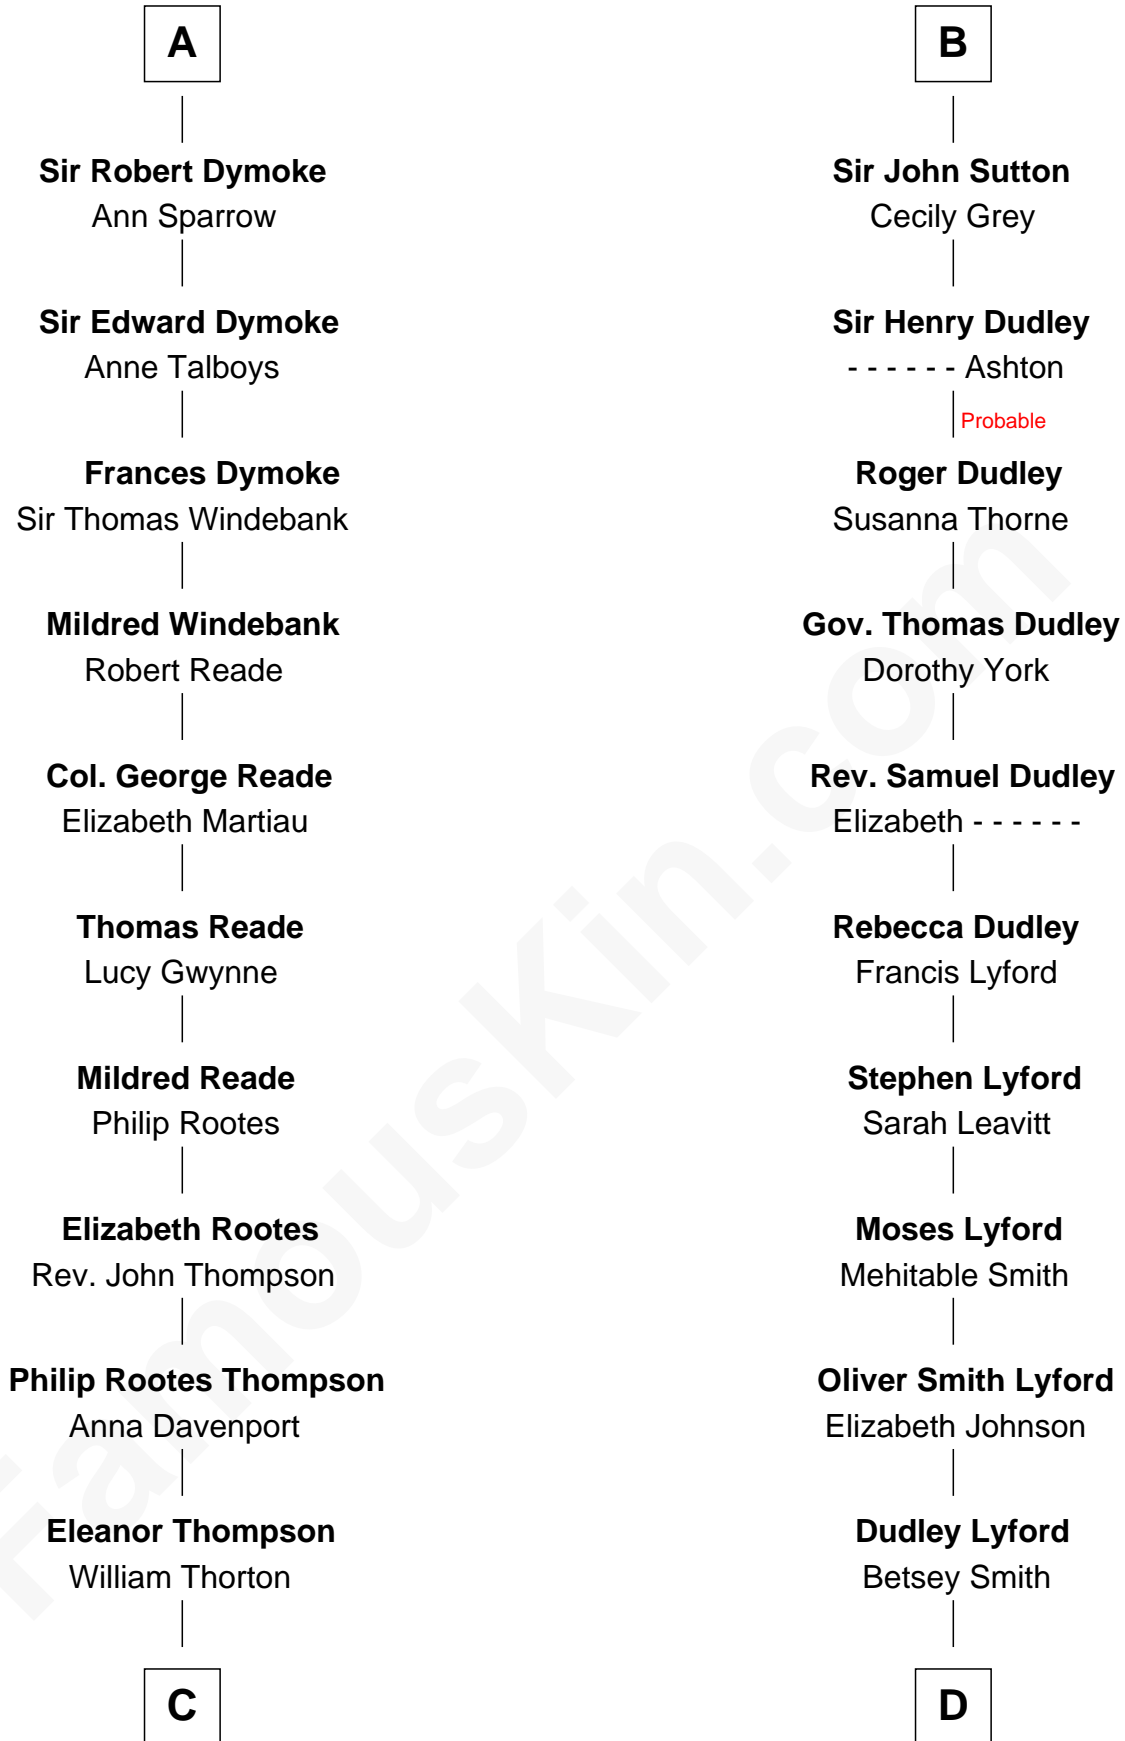 A
Sir Robert Dymoke
Ann Sparrow
Sir Edward Dymoke
Anne Talboys
Frances Dymoke
Sir Thomas Windebank
Mildred Windebank
Robert Reade
Col. George Reade
Elizabeth Martiau
Thomas Reade
Lucy Gwynne
Mildred Reade
Philip Rootes
Elizabeth Rootes
Rev. John Thompson
Philip Rootes Thompson
Anna Davenport
Eleanor Thompson
William Thorton
C
B
Sir John Sutton
Cecily Grey
Sir Henry Dudley
- - - - - - Ashton
Probable
Roger Dudley
Susanna Thorne
Gov. Thomas Dudley
Dorothy York
Rev. Samuel Dudley
Elizabeth - - - - - -
Rebecca Dudley
Francis Lyford
Stephen Lyford
Sarah Leavitt
Moses Lyford
Mehitable Smith
Oliver Smith Lyford
Elizabeth Johnson
Dudley Lyford
Betsey Smith
D
FamousKin.com